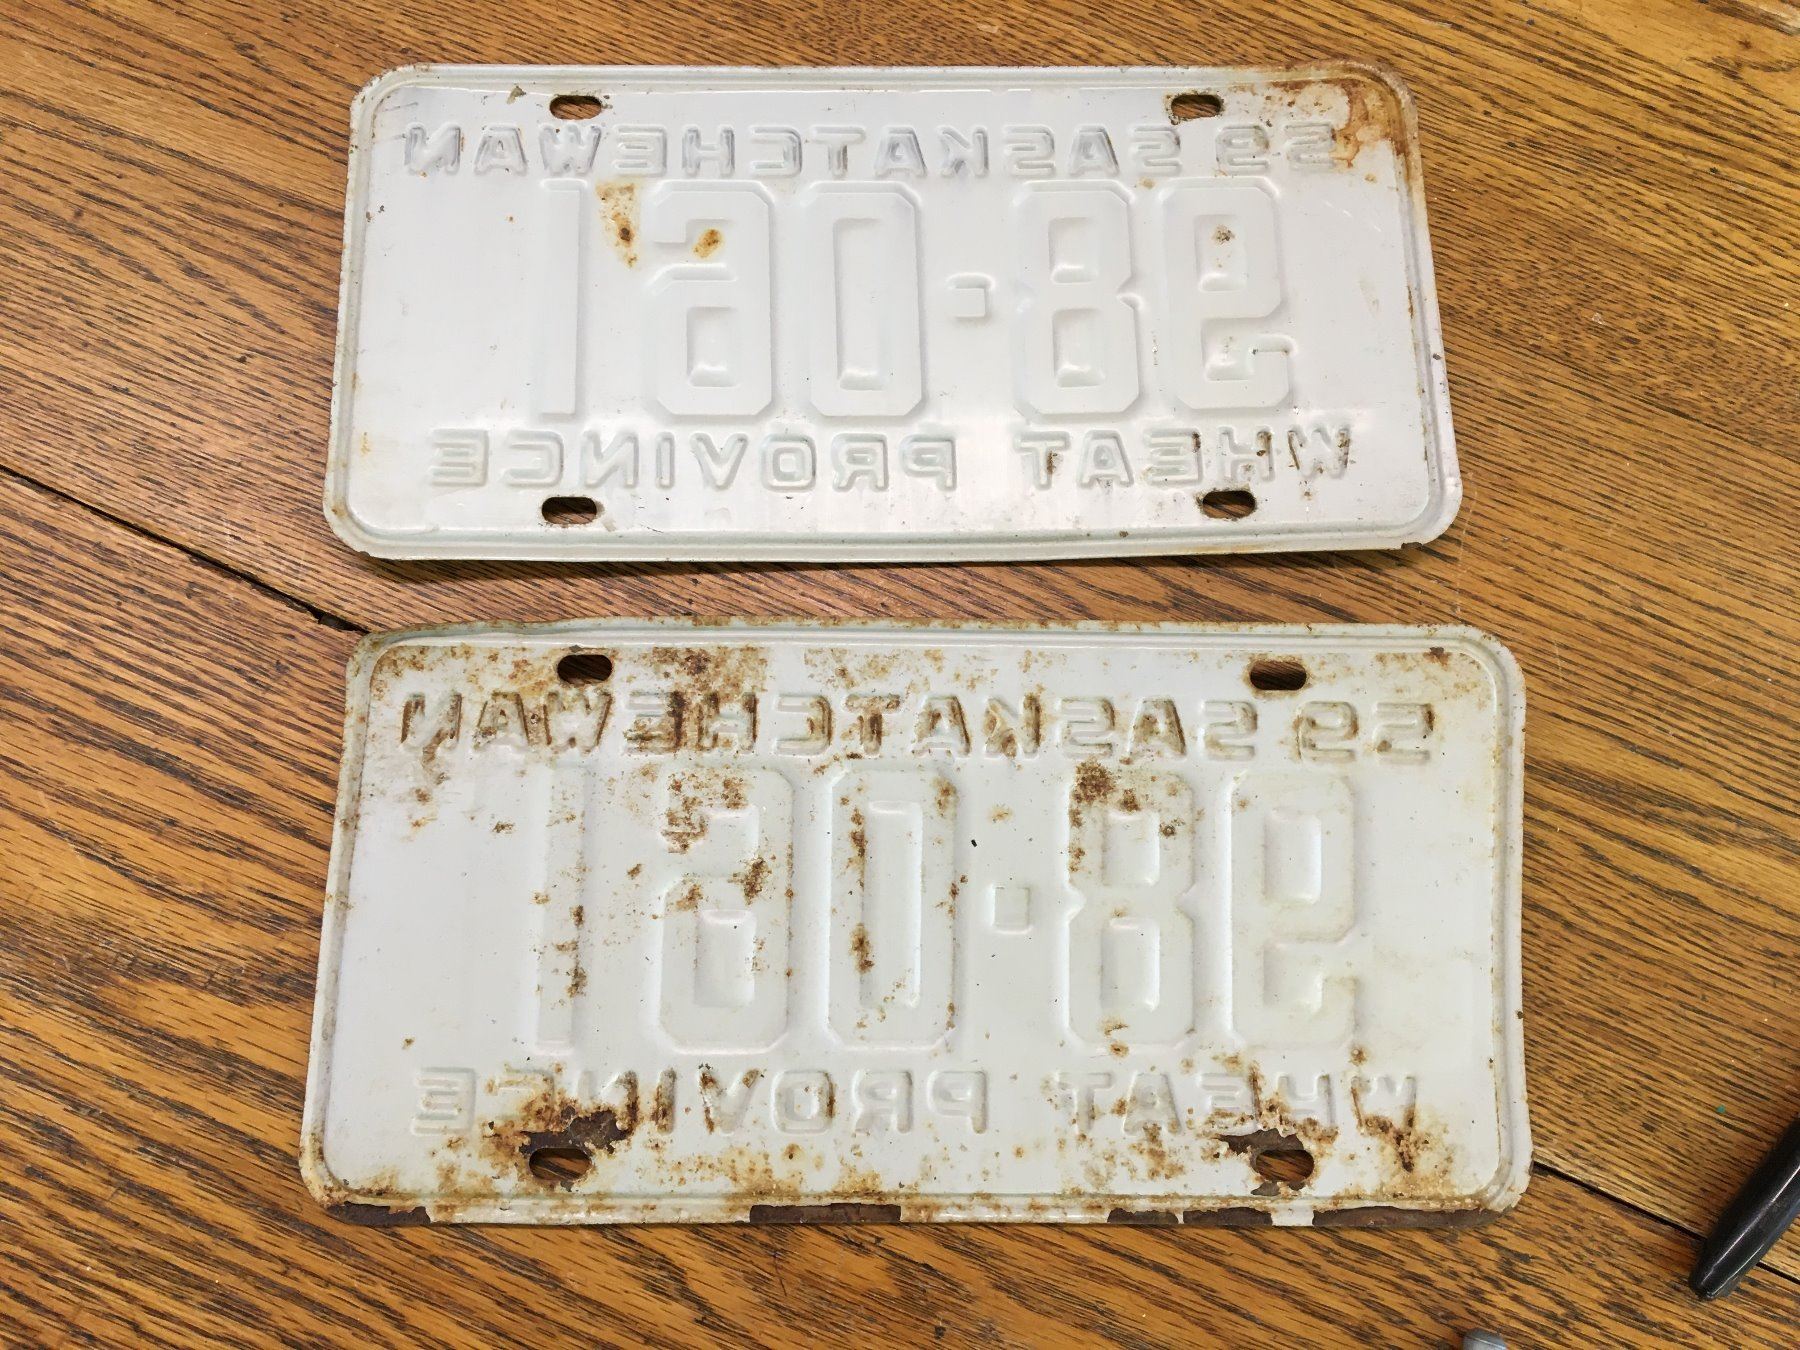 59 SASKATCHEWAN
98-061
WHEAT PROVINCE
59 SASKATCHEWAN
98-061
WHEAT PROVINCE